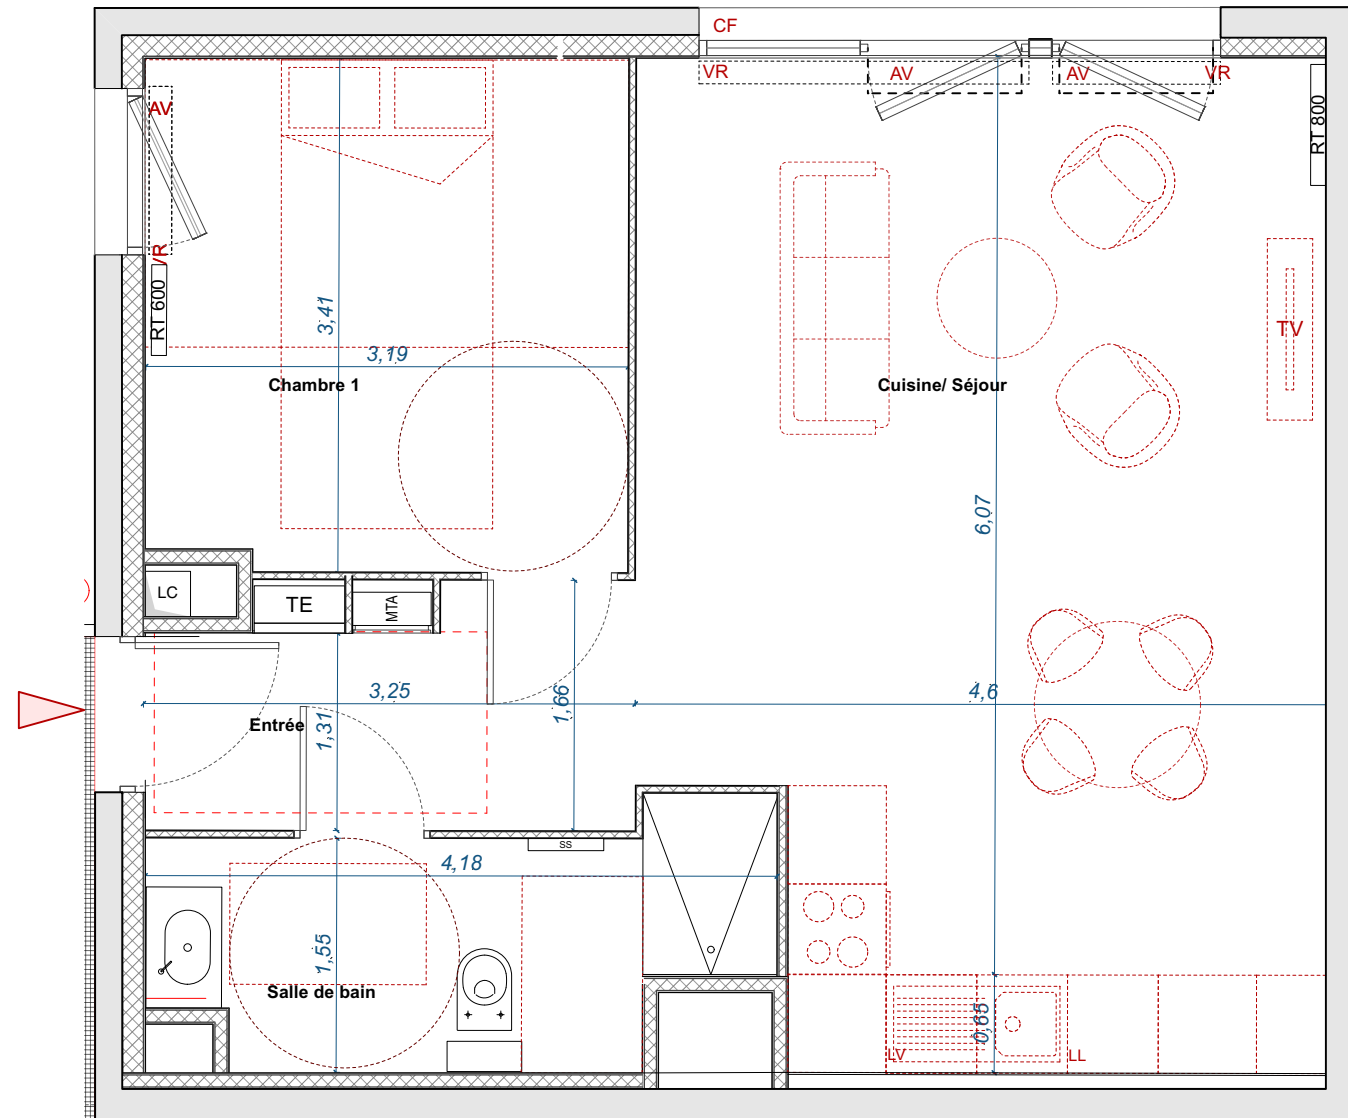 CF
VR
AV
AV
VR
AV
VR
RT 600
RT 800
3,41
3,19
Chambre 1
Cuisine/ Séjour
TV
6,07
LC
TE
MTA
3,25
1,66
4,6
Entrée
1,31
SS
4,18
1,55
Salle de bain
0,65
LV
LL